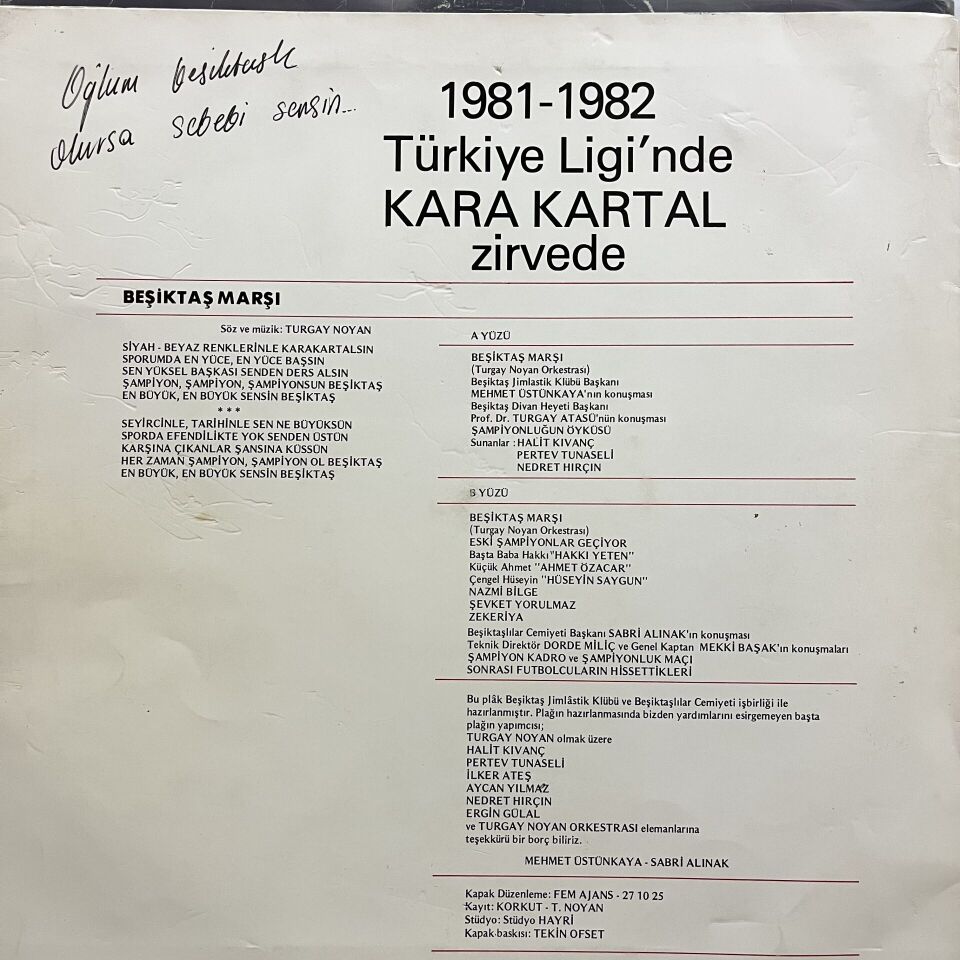 Oğlum beşiktaşlı
olursa sebebi sensin...
1981-1982
Türkiye Ligi'nde
KARA KARTAL
zirvede
BEŞİKTAŞ MARŞI
Söz ve müzik: TURGAY NOYAN
SİYAH - BEYAZ RENKLERİNLE KARAKARTALSIN
SPORUMDA EN YÜCE, EN YÜCE BAŞSIN
SEN YÜKSEL BAŞKASI SENDEN DERS ALSIN
ŞAMPİYON, ŞAMPİYON, ŞAMPİYONSUN BEŞİKTAŞ
EN BÜYÜK, EN BÜYÜK SENSİN BEŞİKTAŞ
* * *
SEYİRCİNLE, TARİHİNLE SEN NE BÜYÜKSÜN
SPORDA EFENDİLİKTE YOK SENDEN ÜSTÜN
KARŞINA ÇIKANLAR ŞANSINA KÜSSÜN
HER ZAMAN ŞAMPİYON, ŞAMPİYON OL BEŞİKTAŞ
EN BÜYÜK, EN BÜYÜK SENSİN BEŞİKTAŞ
A YÜZÜ
BEŞİKTAŞ MARŞI
(Turgay Noyan Orkestrası)
Beşiktaş Jimlastik Klübü Başkanı
MEHMET ÜSTÜNKAYA'nın konuşması
Beşiktaş Divan Heyeti Başkanı
Prof. Dr. TURGAY ATASÜ'nün konuşması
ŞAMPİYONLUĞUN ÖYKÜSÜ
Sunanlar : HALİT KIVANÇ
PERTEV TUNASELİ
NEDRET HIRÇIN
B YÜZÜ
BEŞİKTAŞ MARŞI
(Turgay Noyan Orkestrası)
ESKİ ŞAMPİYONLAR GEÇİYOR
Başta Baba Hakkı"HAKKI YETEN"
Küçük Ahmet "AHMET ÖZACAR"
Çengel Hüseyin "HÜSEYİN SAYGUN"
NAZMİ BİLGE
ŞEVKET YORULMAZ
ZEKERİYA
Beşiktaşlılar Cemiyeti Başkanı SABRİ ALINAK'ın konuşması
Teknik Direktör DORDE MİLİÇ ve Genel Kaptan MEKKİ BAŞAK'ın konuşmaları
ŞAMPİYON KADRO ve ŞAMPİYONLUK MAÇI
SONRASI FUTBOLCULARIN HİSSETTİKLERİ
Bu plâk Beşiktaş Jimlâstik Klübü ve Beşiktaşlılar Cemiyeti işbirliği ile
hazırlanmıştır. Plağın hazırlanmasında bizden yardımlarını esirgemeyen başta
plağın yapımcısı;
TURGAY NOYAN olmak üzere
HALİT KIVANÇ
PERTEV TUNASELİ
İLKER ATEŞ
AYCAN YILMAZ
NEDRET HIRÇIN
ERGİN GÜLAL
ve TURGAY NOYAN ORKESTRASI elemanlarına
teşekkürü bir borç biliriz.
MEHMET ÜSTÜNKAYA - SABRİ ALINAK
Kapak Düzenleme: FEM AJANS - 27 10 25
Kayıt: KORKUT - T. NOYAN
Stüdyo: Stüdyo HAYRİ
Kapak baskısı: TEKİN OFSET